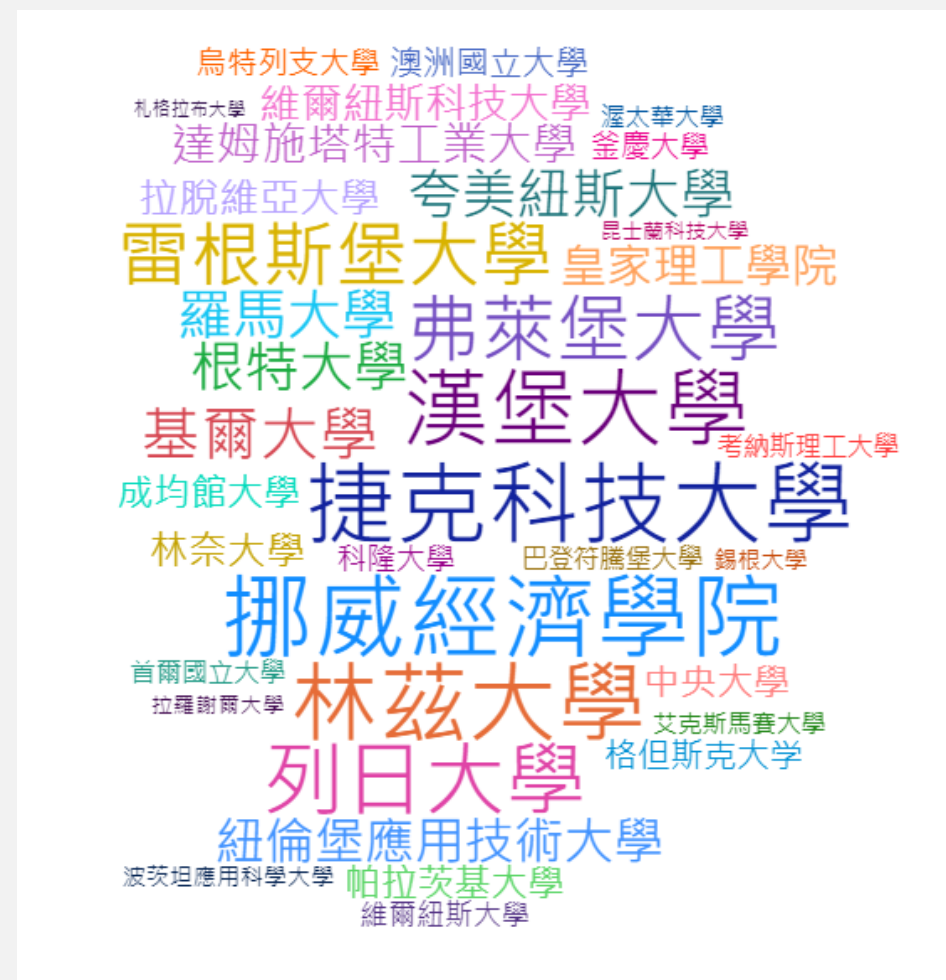 烏特列支大學 澳洲國立大學
札格拉布大學 維爾紐斯科技大學 渥太華大學
達姆施塔特工業大學 釜慶大學
拉脫維亞大學 夸美紐斯大學
昆士蘭科技大學
雷根斯堡大學 皇家理工學院
羅馬大學 弗萊堡大學
根特大學
漢堡大學
基爾大學 考納斯理工大學
成均館大學 捷克科技大學
林奈大學 科隆大學 巴登符騰堡大學 錫根大學
挪威經濟學院
首爾國立大學 林茲大學 中央大學
拉羅謝爾大學 艾克斯馬賽大學
列日大學 格但斯克大学
紐倫堡應用技術大學
波茨坦應用科學大學 帕拉茨基大學
維爾紐斯大學